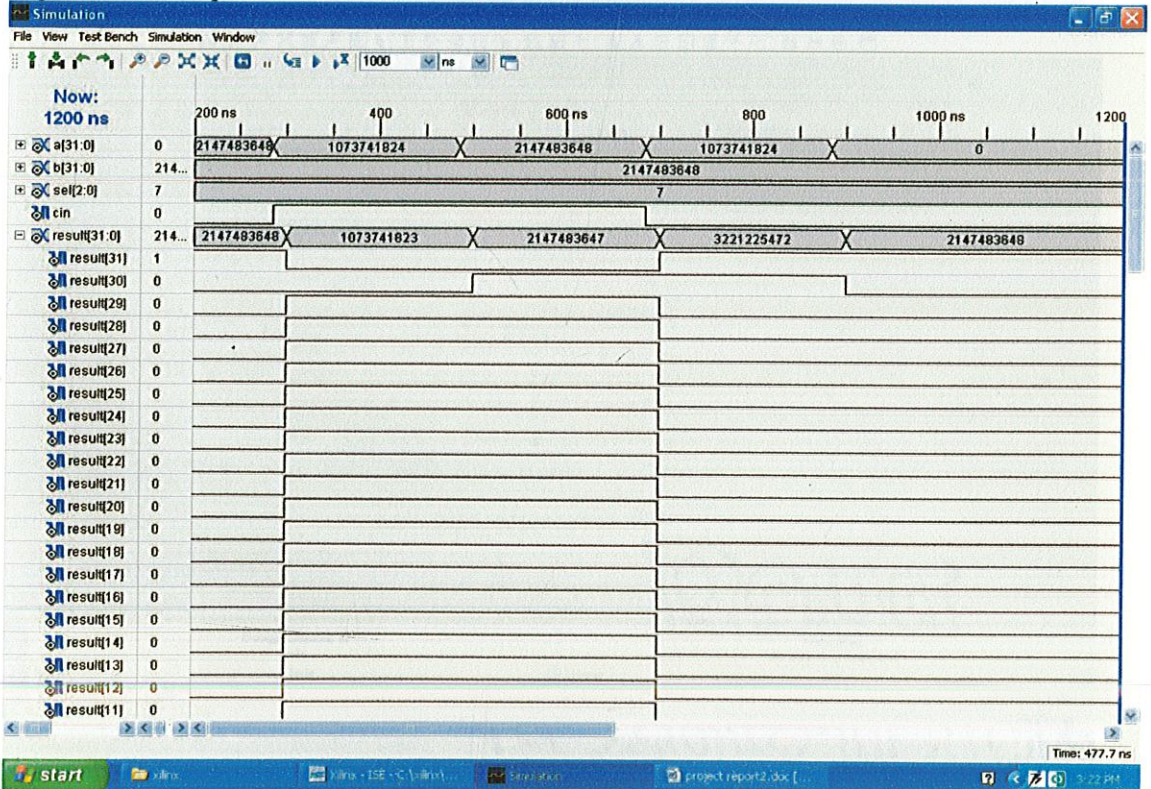 Simulation
File View Test Bench Simulation Window
1000 ns
Now:
1200 ns
200 ns 400 600 ns 800 1000 ns 1200
a[31:0] 0 2147483648 1073741824 2147483648 1073741824 0
b[31:0] 214... 2147483648
sel[2:0] 7 7
cin 0
result[31:0] 214... 2147483648 1073741823 2147483647 3221225472 2147483648
result[31] 1
result[30] 0
result[29] 0
result[28] 0
result[27] 0
result[26] 0
result[25] 0
result[24] 0
result[23] 0
result[22] 0
result[21] 0
result[20] 0
result[19] 0
result[18] 0
result[17] 0
result[16] 0
result[15] 0
result[14] 0
result[13] 0
result[12] 0
result[11] 0
Time: 477.7 ns
start xilinx Xilinx - ISE - C:\xilinx\... Simulation project report2.doc [... 3:22 PM